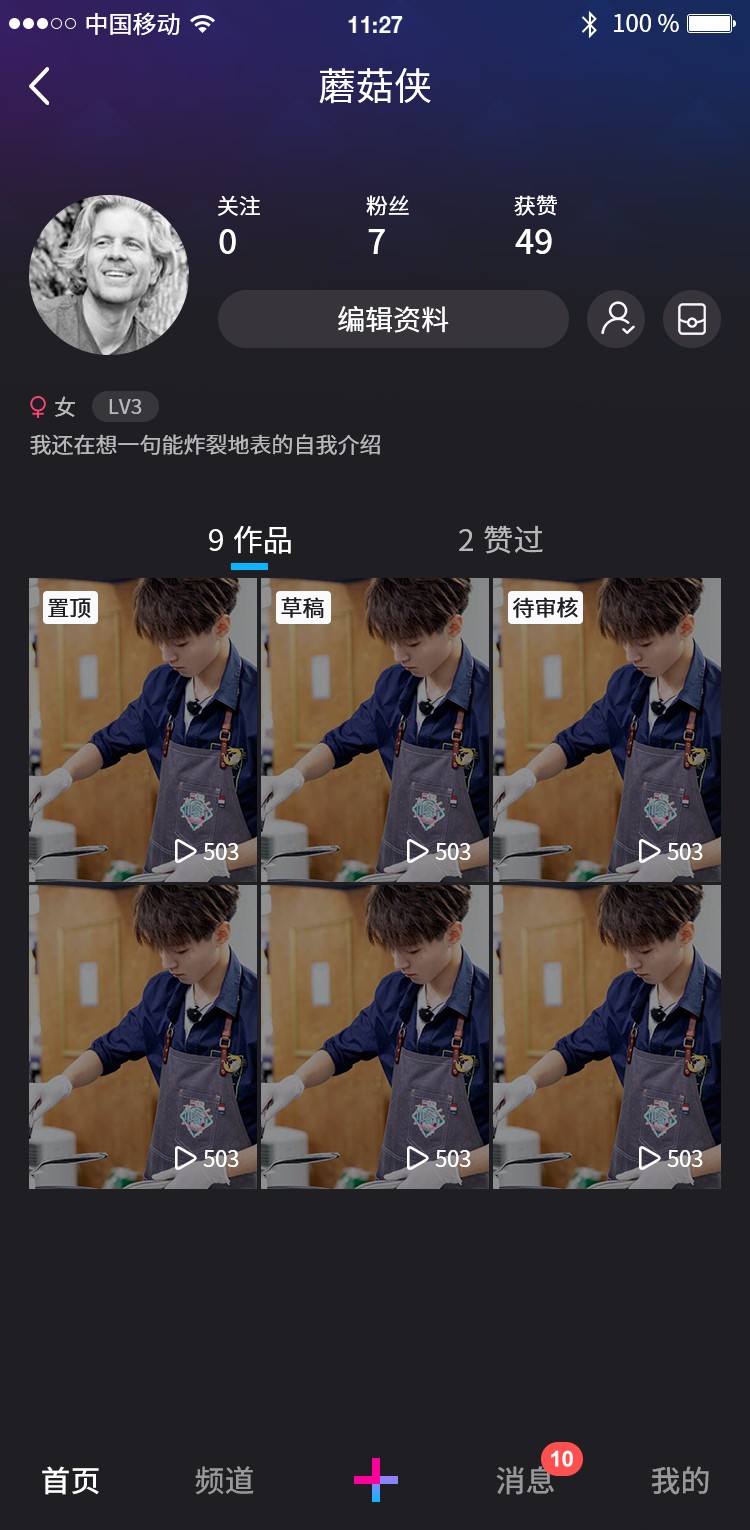 中国移动 11:27 100 %
蘑菇侠
关注 粉丝 获赞
0 7 49
编辑资料
女 LV3
我还在想一句能炸裂地表的自我介绍
9 作品 2 赞过
置顶 草稿 待审核
503 503 503
503 503 503
首页 频道 消息 10 我的